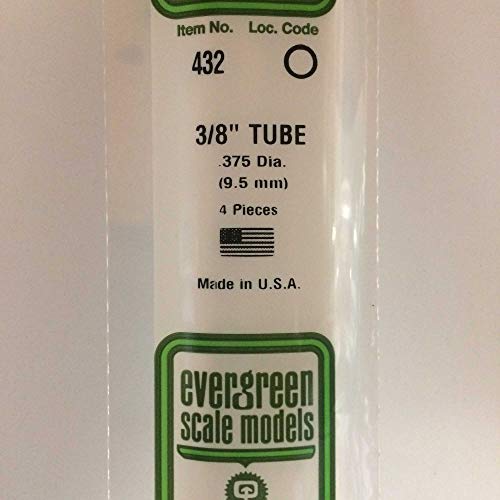 Item No. Loc. Code
432
3/8" TUBE
.375 Dia.
(9.5 mm)
4 Pieces
Made in U.S.A.
evergreen
scale models